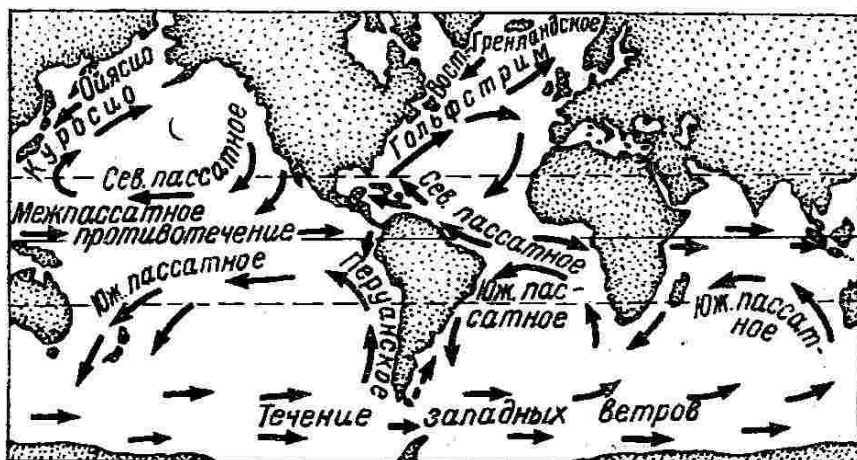 Гренландское
Вост.
Гольфстрим
Ойясио
Куросио
Сев. пассатное
Сев. пассатное
Межпассатное
противотечение
Юж. пассатное
Перуанское
Юж. пас-
сатное
Юж. пассат-
ное
Течение западных ветров